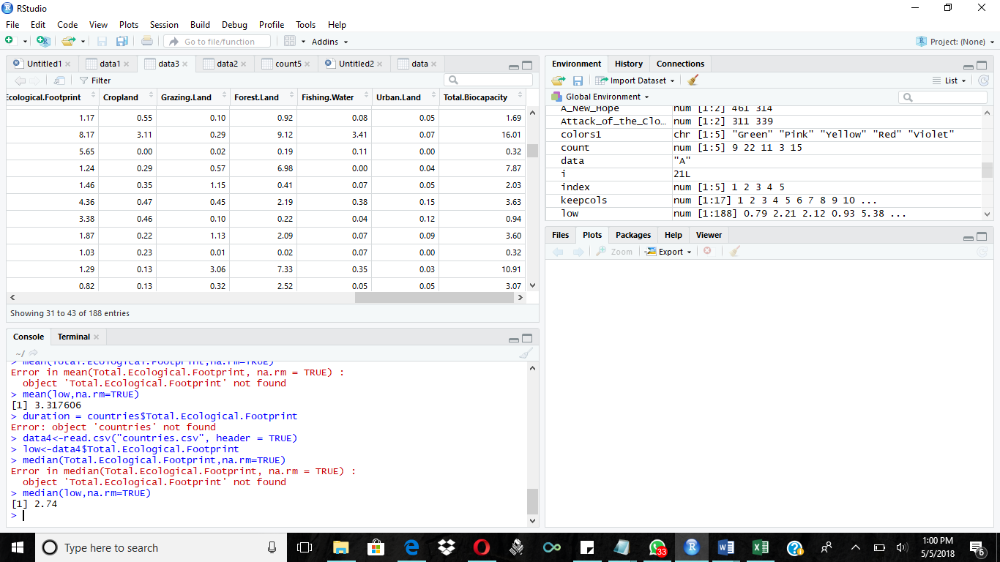 RStudio
File Edit Code View Plots Session Build Debug Profile Tools Help
Go to file/function Addins Project: (None)
Untitled1 data1 data3 data2 count5 Untitled2 data
Filter
Ecological.Footprint Cropland Grazing.Land Forest.Land Fishing.Water Urban.Land Total.Biocapacity
1.17 0.55 0.10 0.92 0.08 0.05 1.69
8.17 3.11 0.29 9.12 3.41 0.07 16.01
5.65 0.00 0.02 0.19 0.11 0.00 0.32
1.24 0.29 0.57 6.98 0.00 0.04 7.87
1.46 0.35 1.15 0.41 0.07 0.05 2.03
4.36 0.47 0.45 2.19 0.38 0.15 3.63
3.38 0.46 0.10 0.22 0.04 0.12 0.94
1.87 0.22 1.13 2.09 0.07 0.09 3.60
1.03 0.23 0.01 0.02 0.07 0.00 0.32
1.29 0.13 3.06 7.33 0.35 0.03 10.91
0.82 0.13 0.32 2.52 0.05 0.05 3.07
Showing 31 to 43 of 188 entries
Console Terminal
~/
> mean(Total.Ecological.Footprint,na.rm=TRUE)
Error in mean(Total.Ecological.Footprint, na.rm = TRUE) :
object 'Total.Ecological.Footprint' not found
> mean(low,na.rm=TRUE)
[1] 3.317606
> duration = countries$Total.Ecological.Footprint
Error: object 'countries' not found
> data4<-read.csv("countries.csv", header = TRUE)
> low<-data4$Total.Ecological.Footprint
> median(Total.Ecological.Footprint,na.rm=TRUE)
Error in median(Total.Ecological.Footprint, na.rm = TRUE) :
object 'Total.Ecological.Footprint' not found
> median(low,na.rm=TRUE)
[1] 2.74
>
Environment History Connections
Import Dataset List
Global Environment
A_New_Hope num [1:2] 461 314
Attack_of_the_Clo… num [1:2] 311 339
colors1 chr [1:5] "Green" "Pink" "Yellow" "Red" "Violet"
count num [1:5] 9 22 11 3 15
data "A"
i 21L
index num [1:5] 1 2 3 4 5
keepcols num [1:17] 1 2 3 4 5 6 7 8 9 10 ...
low num [1:188] 0.79 2.21 2.12 0.93 5.38 ...
Files Plots Packages Help Viewer
Zoom Export
Type here to search
33
1:00 PM
5/5/2018
6